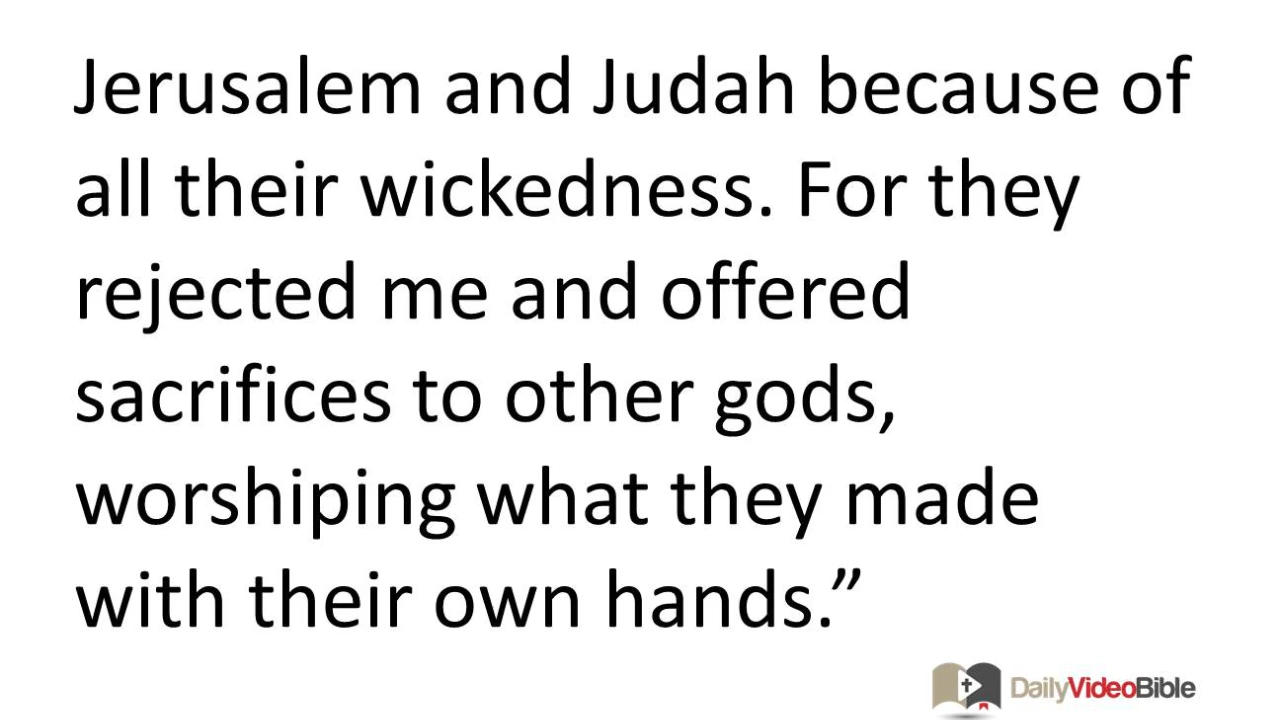 Jerusalem and Judah because of
all their wickedness. For they
rejected me and offered
sacrifices to other gods,
worshiping what they made
with their own hands.”
DailyVideoBible